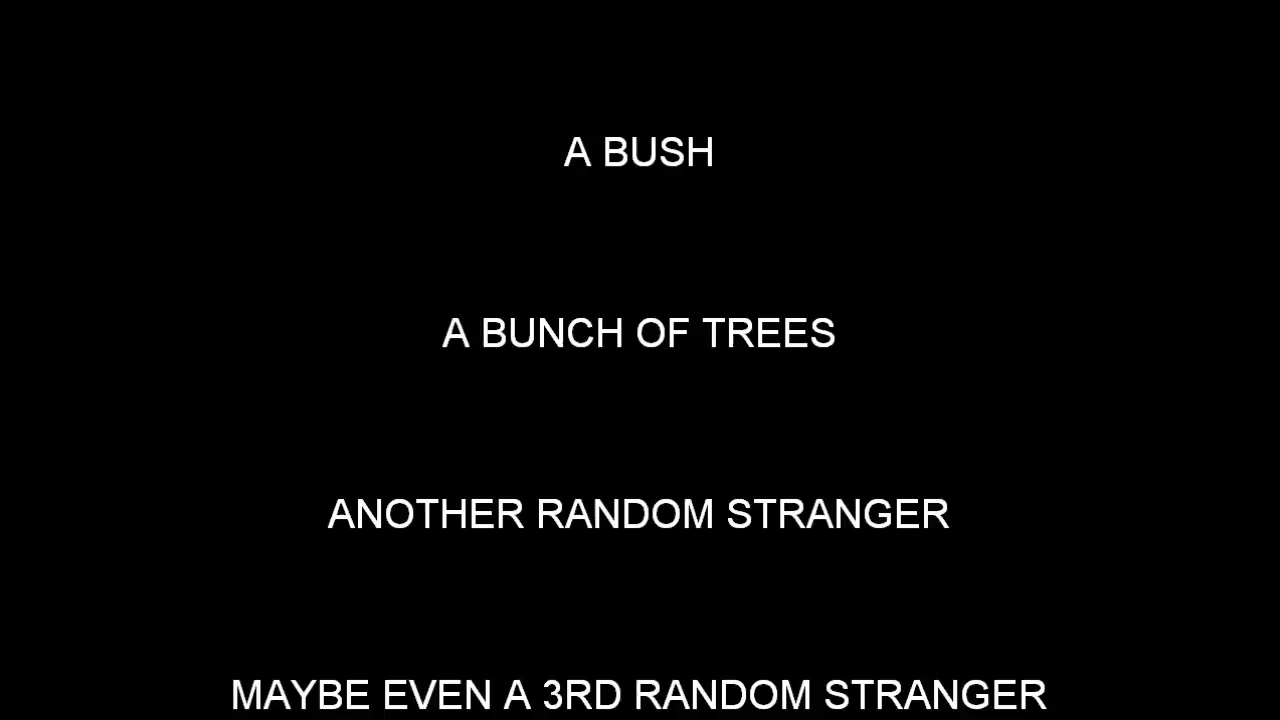 A BUSH
A BUNCH OF TREES
ANOTHER RANDOM STRANGER
MAYBE EVEN A 3RD RANDOM STRANGER